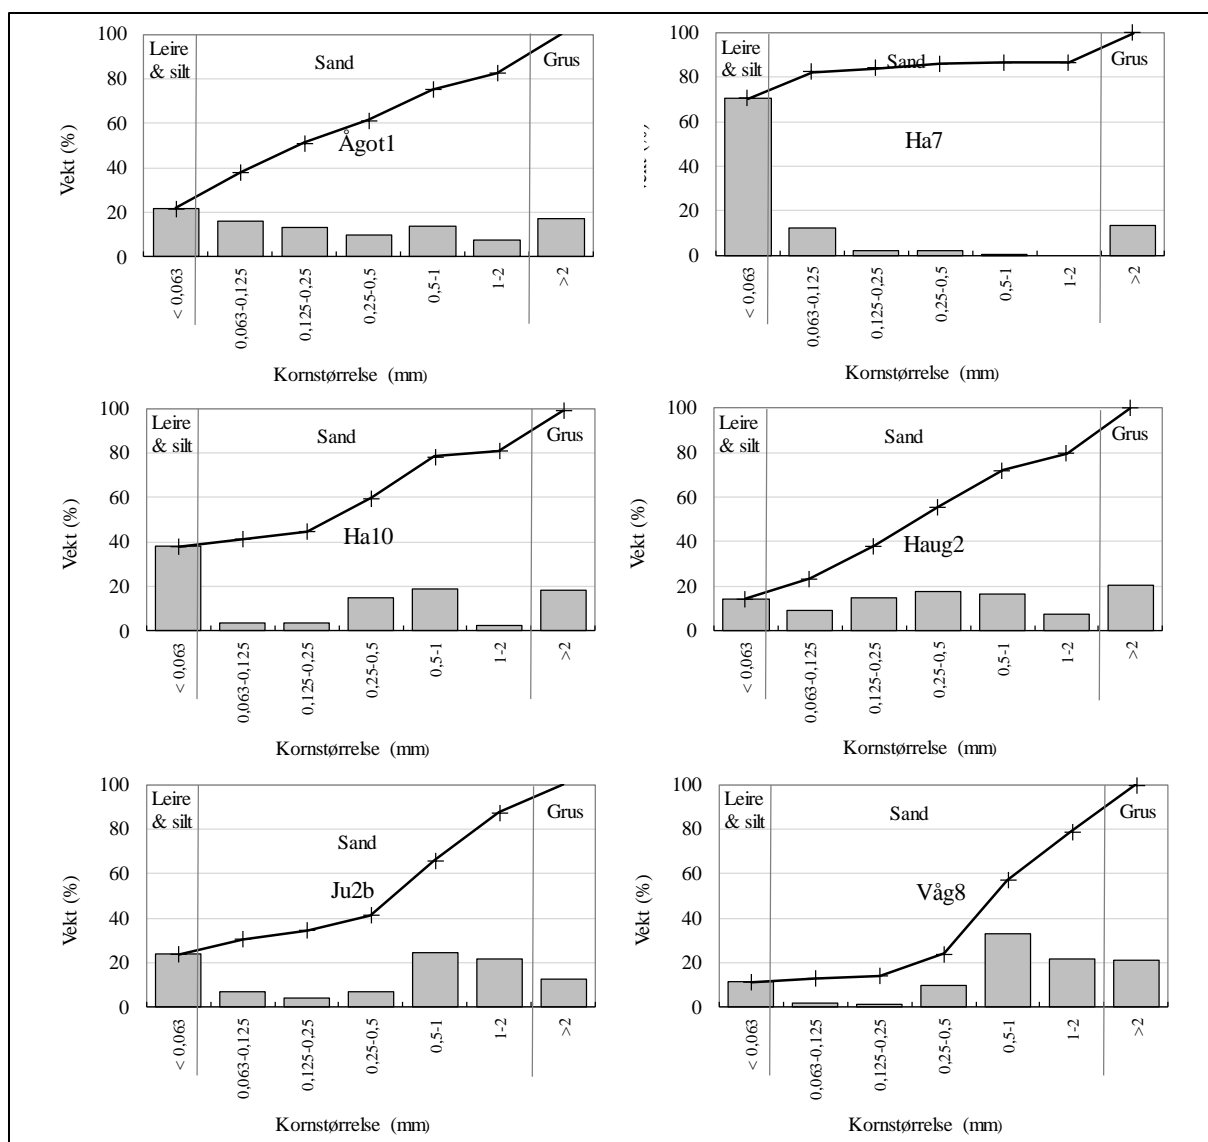 Leire
& silt
Sand
Grus
100
80
60
40
20
0
Vekt (%)
Ågot1
< 0,063
0,063-0,125
0,125-0,25
0,25-0,5
0,5-1
1-2
>2
Kornstørrelse (mm)
Leire
& silt
Sand
Grus
100
80
60
40
20
0
Vekt (%)
Ha7
< 0,063
0,063-0,125
0,125-0,25
0,25-0,5
0,5-1
1-2
>2
Kornstørrelse (mm)
Leire
& silt
Sand
Grus
100
80
60
40
20
0
Vekt (%)
Ha10
< 0,063
0,063-0,125
0,125-0,25
0,25-0,5
0,5-1
1-2
>2
Kornstørrelse (mm)
Leire
& silt
Sand
Grus
100
80
60
40
20
0
Vekt (%)
Haug2
< 0,063
0,063-0,125
0,125-0,25
0,25-0,5
0,5-1
1-2
>2
Kornstørrelse (mm)
Leire
& silt
Sand
Grus
100
80
60
40
20
0
Vekt (%)
Ju2b
< 0,063
0,063-0,125
0,125-0,25
0,25-0,5
0,5-1
1-2
>2
Kornstørrelse (mm)
Leire
& silt
Sand
Grus
100
80
60
40
20
0
Vekt (%)
Våg8
< 0,063
0,063-0,125
0,125-0,25
0,25-0,5
0,5-1
1-2
>2
Kornstørrelse (mm)